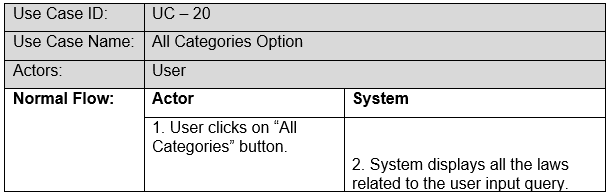 Use Case ID: UC – 20
Use Case Name: All Categories Option
Actors: User
Normal Flow: Actor System
1. User clicks on “All
Categories” button.
2. System displays all the laws
related to the user input query.